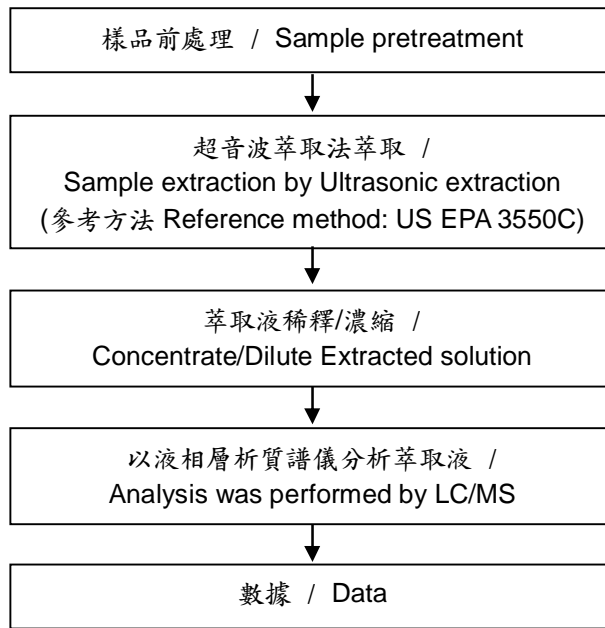 樣品前處理 / Sample pretreatment
超音波萃取法萃取 /
Sample extraction by Ultrasonic extraction
(參考方法 Reference method: US EPA 3550C)
萃取液稀釋/濃縮 /
Concentrate/Dilute Extracted solution
以液相層析質譜儀分析萃取液 /
Analysis was performed by LC/MS
數據 / Data